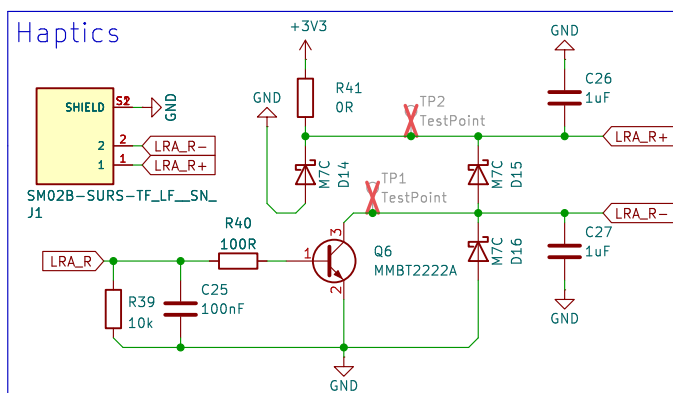 Haptics
+3V3
GND
R41
0R
GND
TP2
TestPoint
C26
1uF
SHIELD
S2
GND
2
2
LRA_R-
1
1
LRA_R+
SM02B-SURS-TF_LF__SN_
J1
LRA_R+
M7C
D14
TP1
TestPoint
M7C
D15
LRA_R-
R40
100R
3
1
2
Q6
MMBT2222A
M7C
D16
C27
1uF
GND
LRA_R
R39
10k
C25
100nF
GND